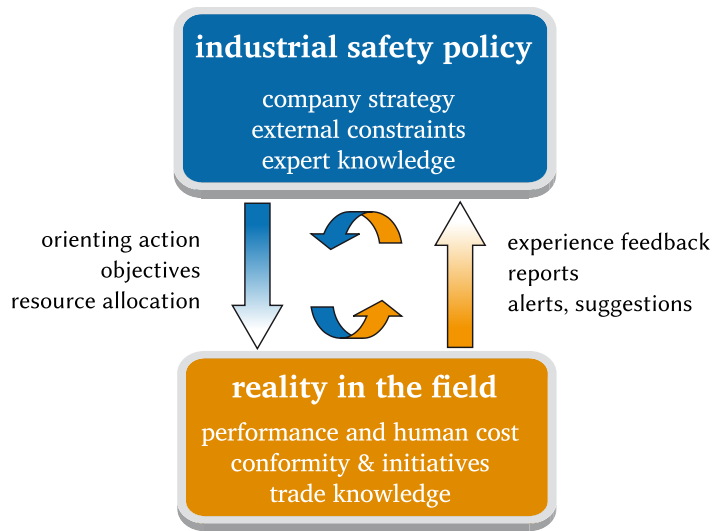 industrial safety policy
company strategy
external constraints
expert knowledge
orienting action
objectives
resource allocation
experience feedback
reports
alerts, suggestions
reality in the field
performance and human cost
conformity & initiatives
trade knowledge